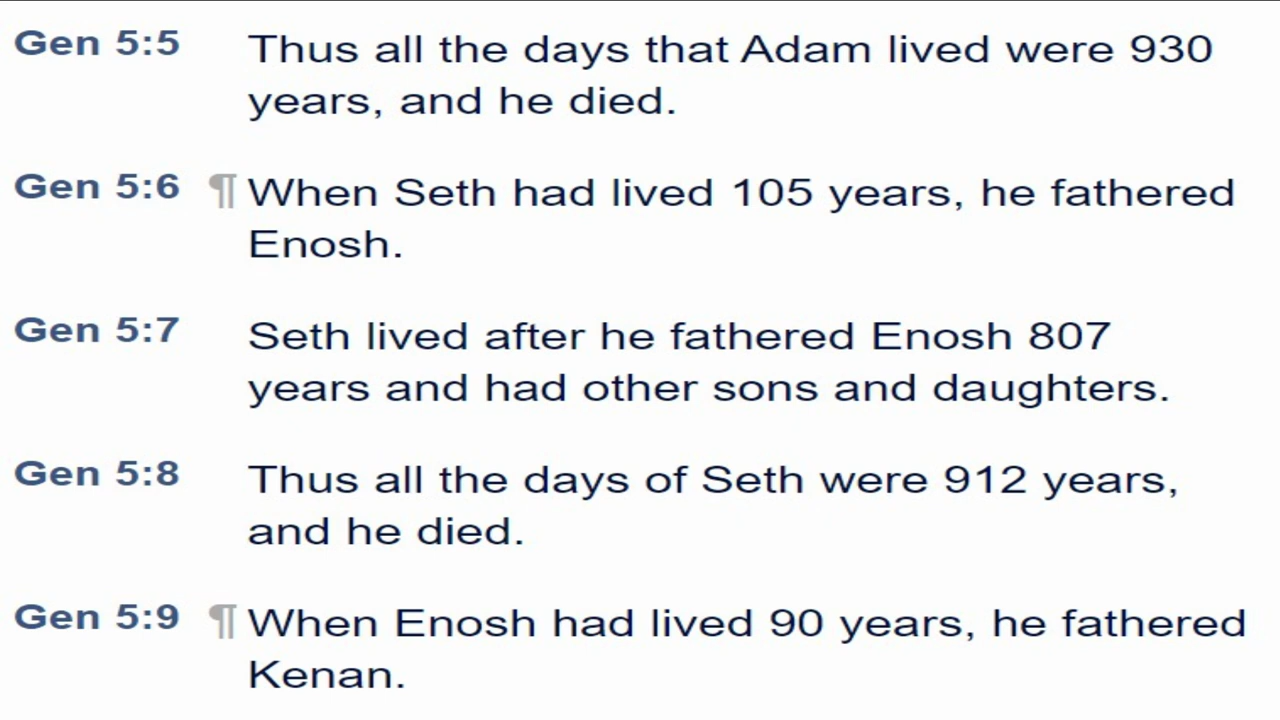 Gen 5:5 Thus all the days that Adam lived were 930
years, and he died.
Gen 5:6 ¶ When Seth had lived 105 years, he fathered
Enosh.
Gen 5:7 Seth lived after he fathered Enosh 807
years and had other sons and daughters.
Gen 5:8 Thus all the days of Seth were 912 years,
and he died.
Gen 5:9 ¶ When Enosh had lived 90 years, he fathered
Kenan.